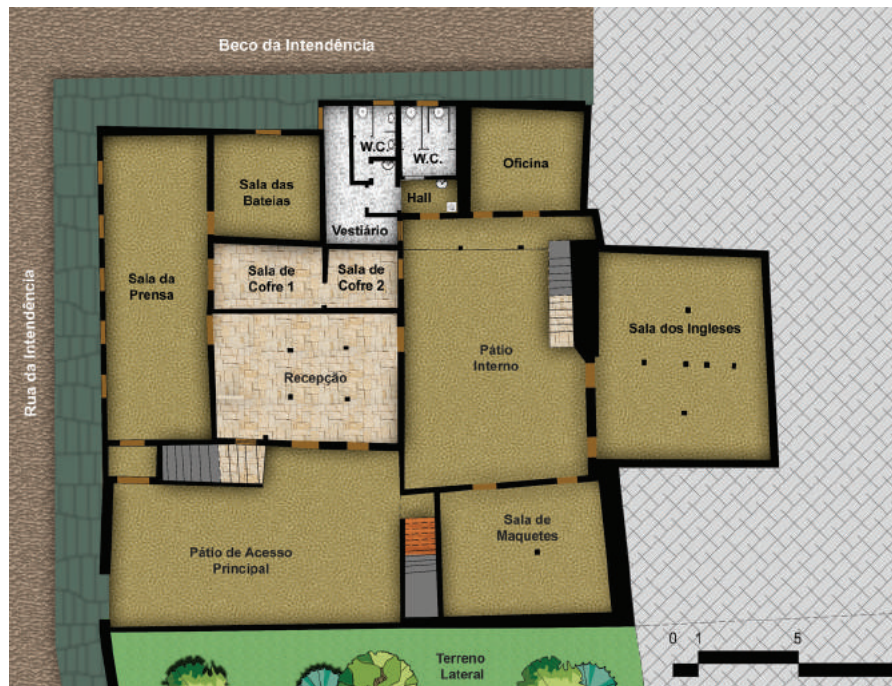 Beco da Intendência
Rua da Intendência
W.C.
W.C.
Oficina
Sala das
Bateias
Hall
Vestiário
Sala da
Prensa
Sala de
Cofre 1
Sala de
Cofre 2
Sala dos Ingleses
Pátio
Interno
Recepção
Sala de
Maquetes
Pátio de Acesso
Principal
Terreno
Lateral
0 1 5